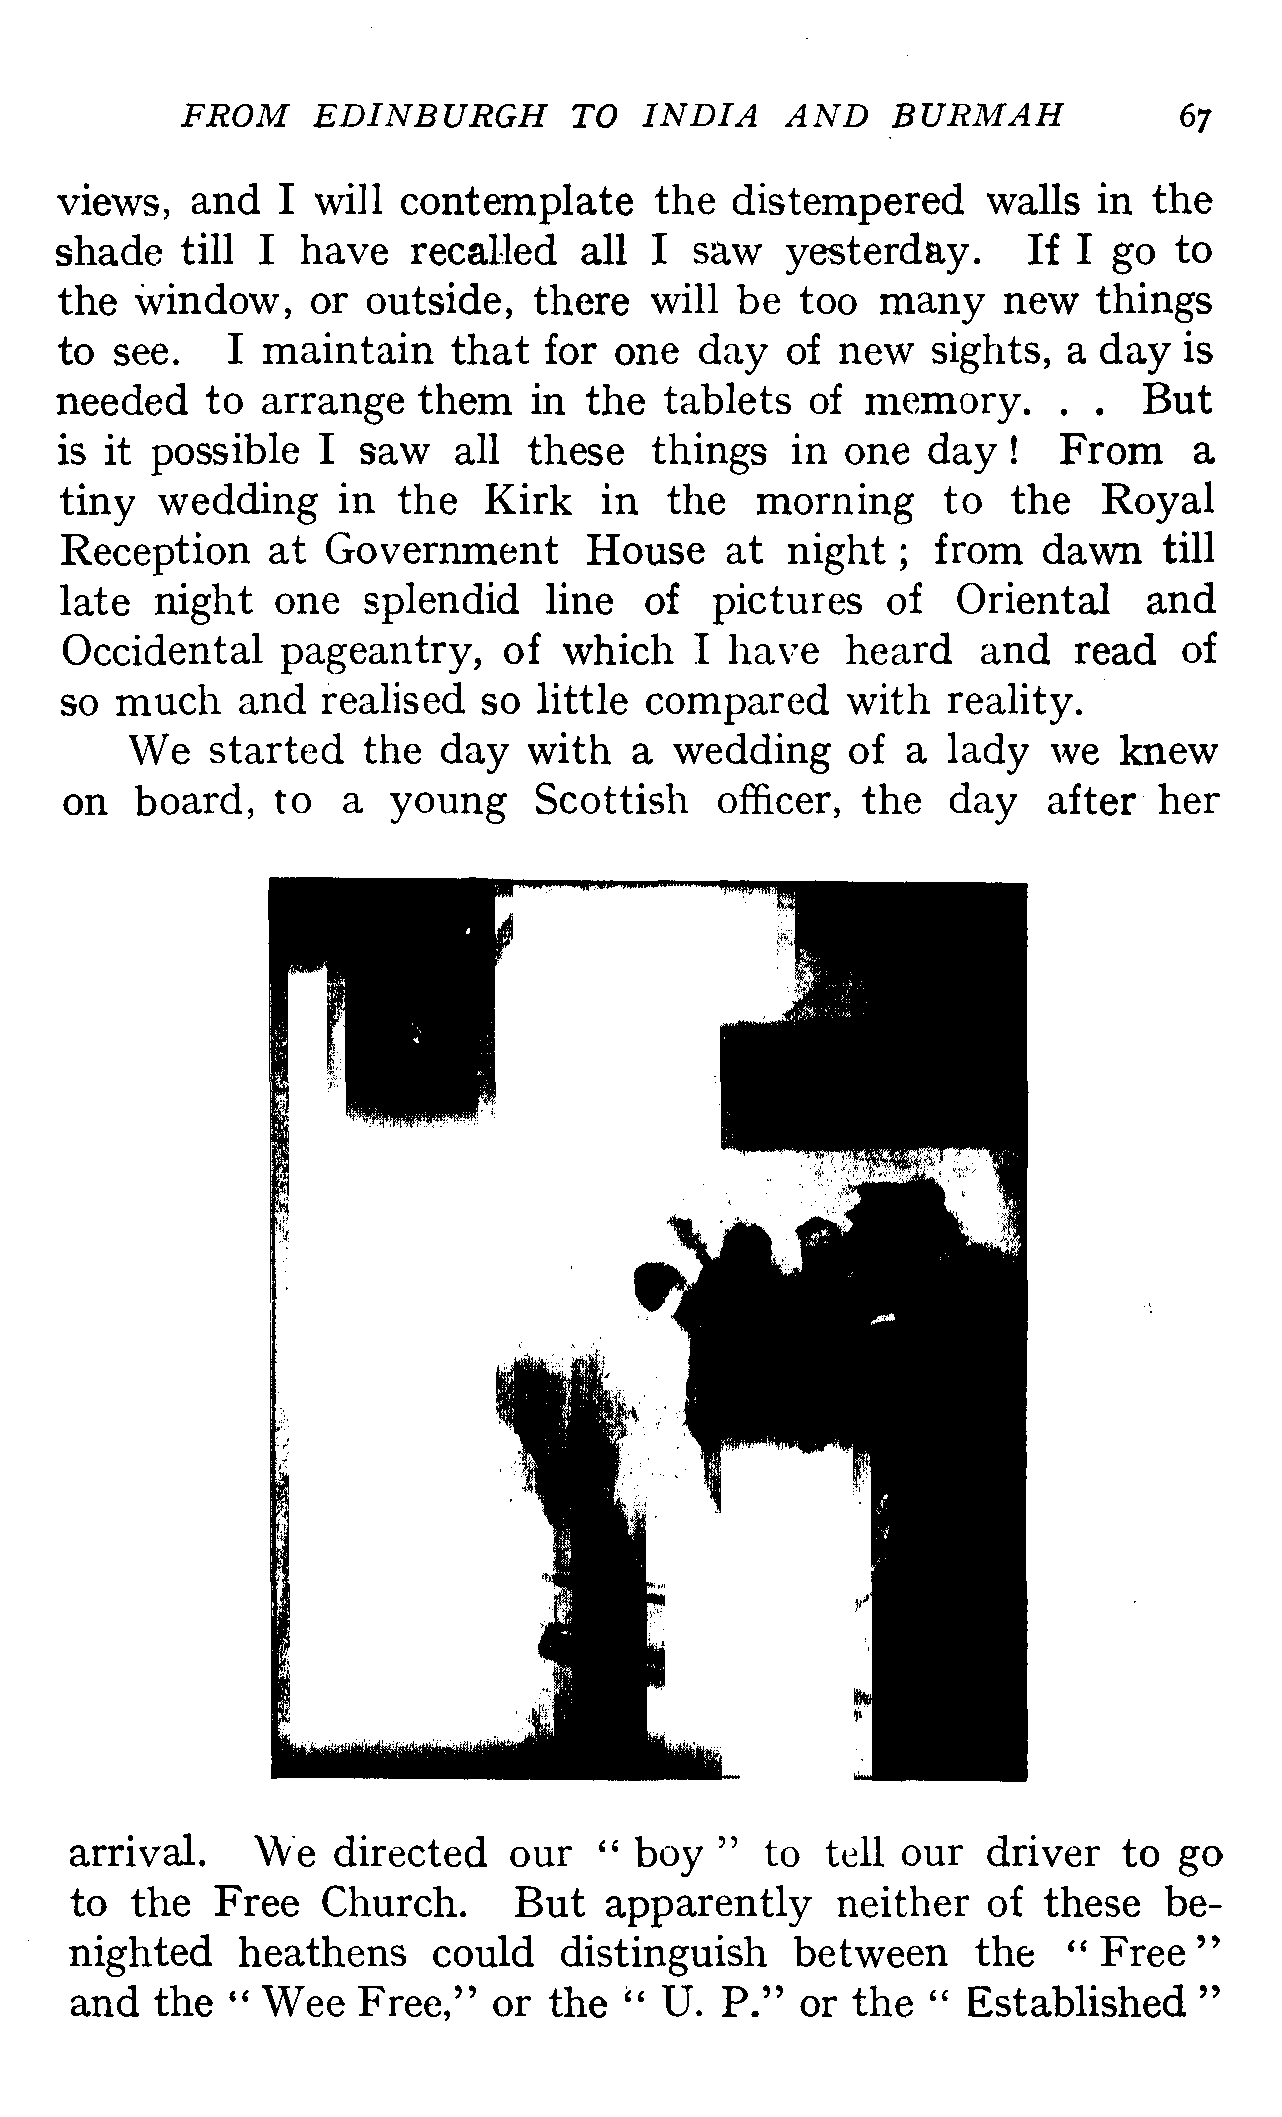 FROM EDINBURGH TO INDIA AND BURMAH 67
views, and I will contemplate the distempered walls in the
shade till I have recalled all I saw yesterday. If I go to
the window, or outside, there will be too many new things
to see. I maintain that for one day of new sights, a day is
needed to arrange them in the tablets of memory. . . But
is it possible I saw all these things in one day! From a
tiny wedding in the Kirk in the morning to the Royal
Reception at Government House at night; from dawn till
late night one splendid line of pictures of Oriental and
Occidental pageantry, of which I have heard and read of
so much and realised so little compared with reality.
We started the day with a wedding of a lady we knew
on board, to a young Scottish officer, the day after her
arrival. We directed our “boy” to tell our driver to go
to the Free Church. But apparently neither of these be-
nighted heathens could distinguish between the “Free”
and the “Wee Free,” or the “U. P.” or the “Established”